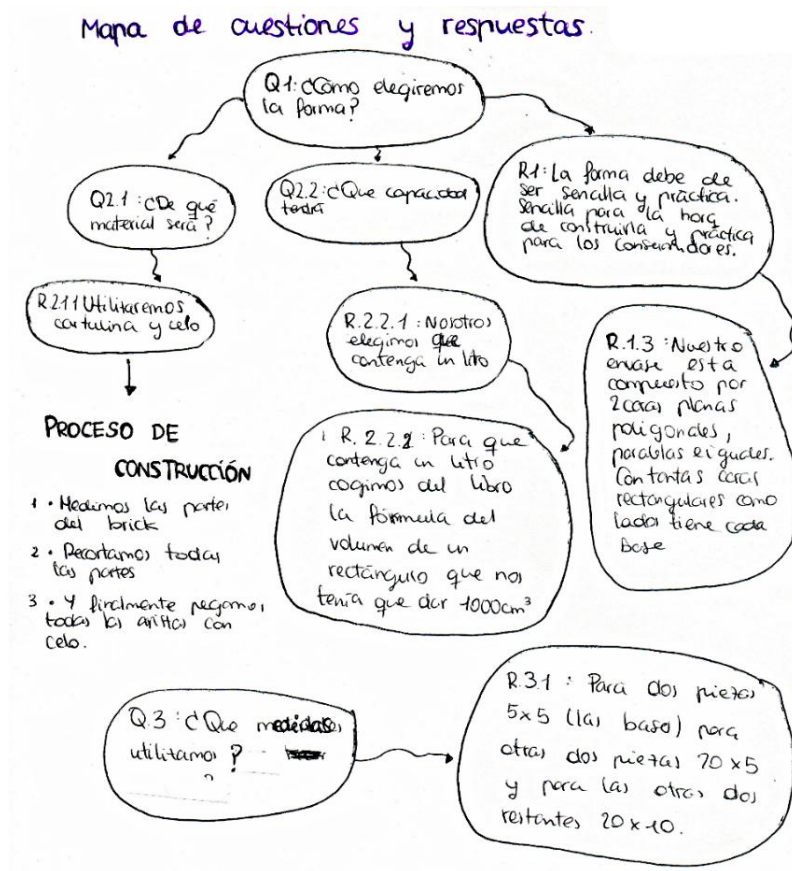 Mapa de cuestiones y respuestas.
Q1: ¿Cómo elegiremos
la forma?
Q2.1: ¿De qué
material será?
Q2.2: ¿Que capacidad
tendrá
R1: La forma debe de
ser sencilla y práctica.
Sencilla para la hora
de construirla y práctica
para los consumidores.
R.2.1.1 Utilitaremos
cartulina y celo
R.2.2.1: Nosotros
elegimos que
contenga un litro
R.1.3: Nuestro
envase esta
compuesto por
2 caras planas
poligonales,
paralelas e iguales.
Con tantas caras
rectangulares como
lados tiene cada
base
PROCESO DE
CONSTRUCCIÓN
1. Medimos las partes
del brick
2. Recortamos todas
las partes
3. Y finalmente pegamos
todas las aristas con
celo.
R.2.2.2: Para que
contenga un litro
cogimos del libro
la fórmula del
volumen de un
rectángulo que nos
tenía que dar 1000cm³
Q.3: ¿Que medidas
utilizamos?
R.3.1: Para dos piezas
5x5 (las base) para
otras dos piezas 20x5
y para las otras dos
restantes 20x10.